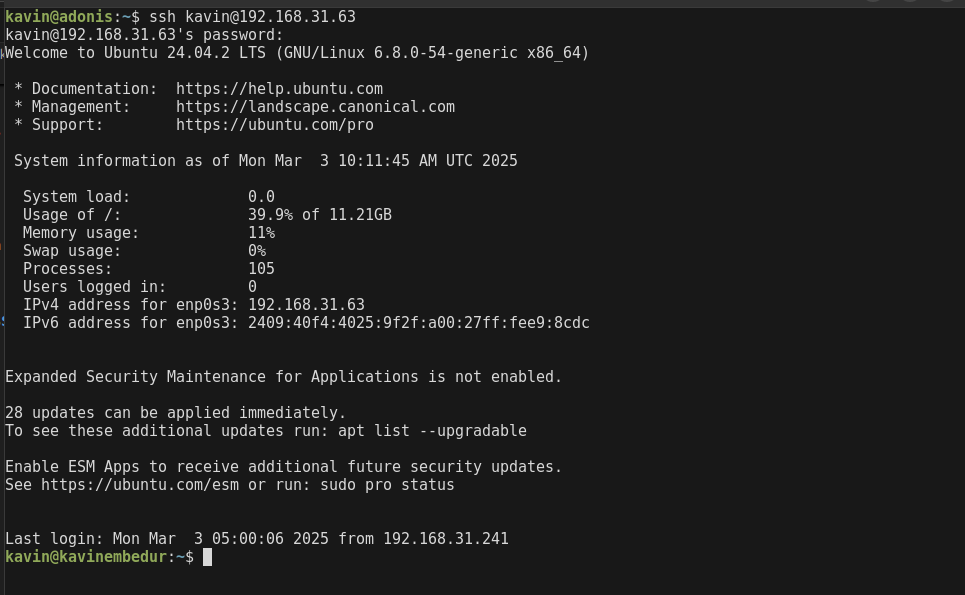 kavin@adonis:~$ ssh kavin@192.168.31.63
kavin@192.168.31.63's password:
Welcome to Ubuntu 24.04.2 LTS (GNU/Linux 6.8.0-54-generic x86_64)

 * Documentation:  https://help.ubuntu.com
 * Management:     https://landscape.canonical.com
 * Support:        https://ubuntu.com/pro

 System information as of Mon Mar  3 10:11:45 AM UTC 2025

  System load:             0.0
  Usage of /:              39.9% of 11.21GB
  Memory usage:            11%
  Swap usage:              0%
  Processes:               105
  Users logged in:         0
  IPv4 address for enp0s3: 192.168.31.63
  IPv6 address for enp0s3: 2409:40f4:4025:9f2f:a00:27ff:fee9:8cdc

Expanded Security Maintenance for Applications is not enabled.

28 updates can be applied immediately.
To see these additional updates run: apt list --upgradable

Enable ESM Apps to receive additional future security updates.
See https://ubuntu.com/esm or run: sudo pro status

Last login: Mon Mar  3 05:00:06 2025 from 192.168.31.241
kavin@kavinembedur:~$